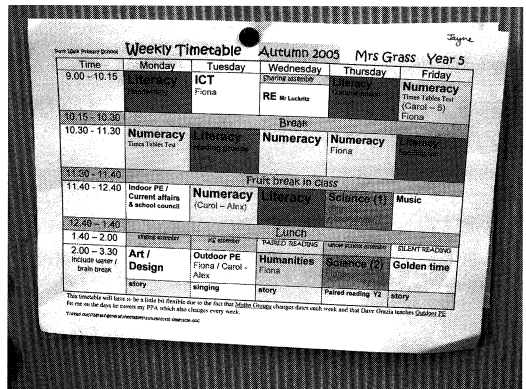 Jayne
Weekly Timetable Autumn 2005 Mrs Grass Year 5
Time Monday Tuesday Wednesday Thursday Friday
9.00 - 10.15 Literacy ICT Fiona Sharing assembly RE Mr Luckritz Literacy Numeracy Times Tables Test (Carol – 5) Fiona
10.15 – 10.30 Break
10.30 – 11.30 Numeracy Times Tables Test Literacy Numeracy Numeracy Fiona Literacy
11.30 - 11.40 Fruit break in class
11.40 – 12.40 Indoor PE / Current affairs & school council Numeracy (Carol – Alex) Literacy Science (1) Music
12.40 – 1.40 Lunch
1.40 – 2.00 PAIRED READING SILENT READING
2.00 – 3.30 Include water / brain break Art / Design Outdoor PE Fiona / Carol - Alex Humanities Fiona Science (2) Golden time
story singing story Paired reading Y2 story
This timetable will have to be a little bit flexible due to the fact that Maths Groups changes dates each week and that Dave Grazia teaches Outdoor PE
for me on the days he covers my PPA which also changes every week.